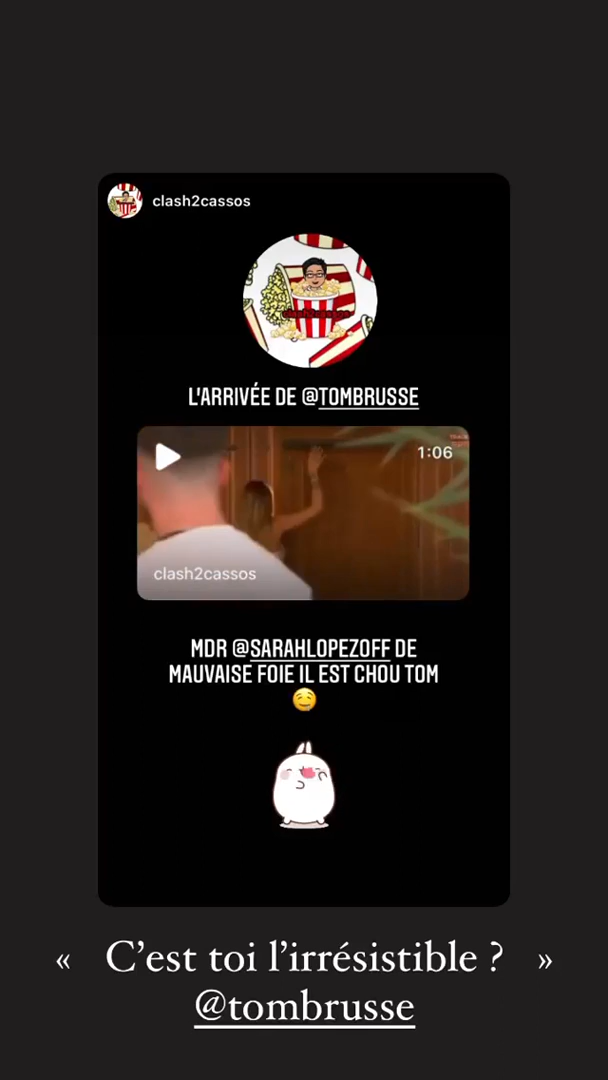 clash2cassos
clash2cassos
L'ARRIVÉE DE @TOMBRUSSE
1:06
clash2cassos
MDR @SARAHLOPEZOFF DE
MAUVAISE FOIE IL EST CHOU TOM
« C'est toi l'irrésistible ? »
@tombrusse